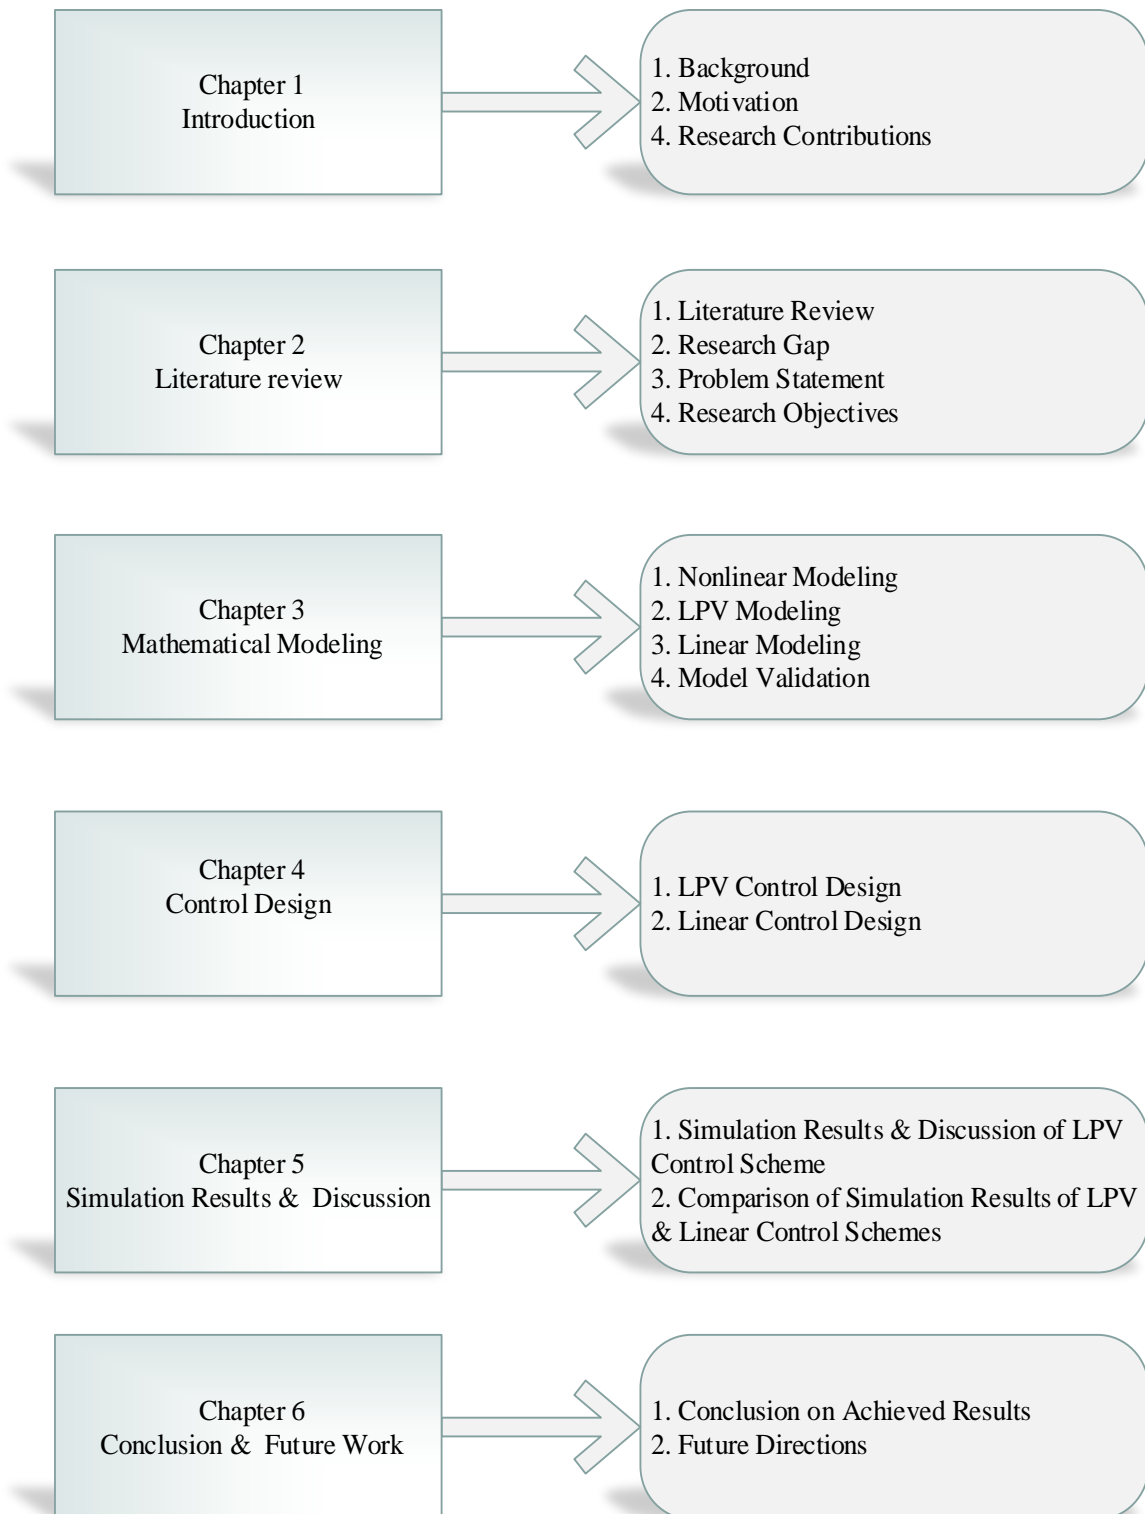 Chapter 1
Introduction
1. Background
2. Motivation
4. Research Contributions
Chapter 2
Literature review
1. Literature Review
2. Research Gap
3. Problem Statement
4. Research Objectives
Chapter 3
Mathematical Modeling
1. Nonlinear Modeling
2. LPV Modeling
3. Linear Modeling
4. Model Validation
Chapter 4
Control Design
1. LPV Control Design
2. Linear Control Design
Chapter 5
Simulation Results & Discussion
1. Simulation Results & Discussion of LPV
Control Scheme
2. Comparison of Simulation Results of LPV
& Linear Control Schemes
Chapter 6
Conclusion & Future Work
1. Conclusion on Achieved Results
2. Future Directions